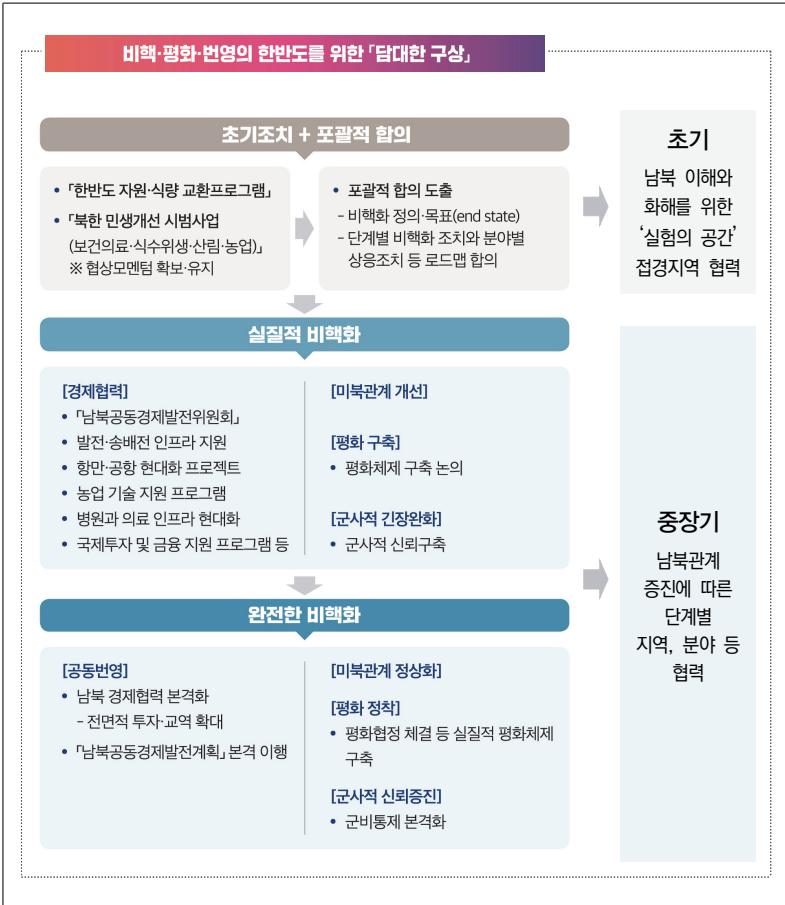 비핵·평화·번영의 한반도를 위한 「담대한 구상」
초기조치 + 포괄적 합의
• 「한반도 자원·식량 교환프로그램」
• 「북한 민생개선 시범사업
(보건의료·식수위생·산림·농업)」
※ 협상모멘텀 확보·유지
• 포괄적 합의 도출
– 비핵화 정의·목표(end state)
– 단계별 비핵화 조치와 분야별
상응조치 등 로드맵 합의
초기
남북 이해와
화해를 위한
‘실험의 공간’
접경지역 협력
실질적 비핵화
[경제협력]
• 「남북공동경제발전위원회」
• 발전·송배전 인프라 지원
• 항만·공항 현대화 프로젝트
• 농업 기술 지원 프로그램
• 병원과 의료 인프라 현대화
• 국제투자 및 금융 지원 프로그램 등
[미북관계 개선]
[평화 구축]
• 평화체제 구축 논의
[군사적 긴장완화]
• 군사적 신뢰구축
완전한 비핵화
[공동번영]
• 남북 경제협력 본격화
– 전면적 투자·교역 확대
• 「남북공동경제발전계획」 본격 이행
[미북관계 정상화]
[평화 정착]
• 평화협정 체결 등 실질적 평화체제
구축
[군사적 신뢰증진]
• 군비통제 본격화
중장기
남북관계
증진에 따른
단계별
지역, 분야 등
협력